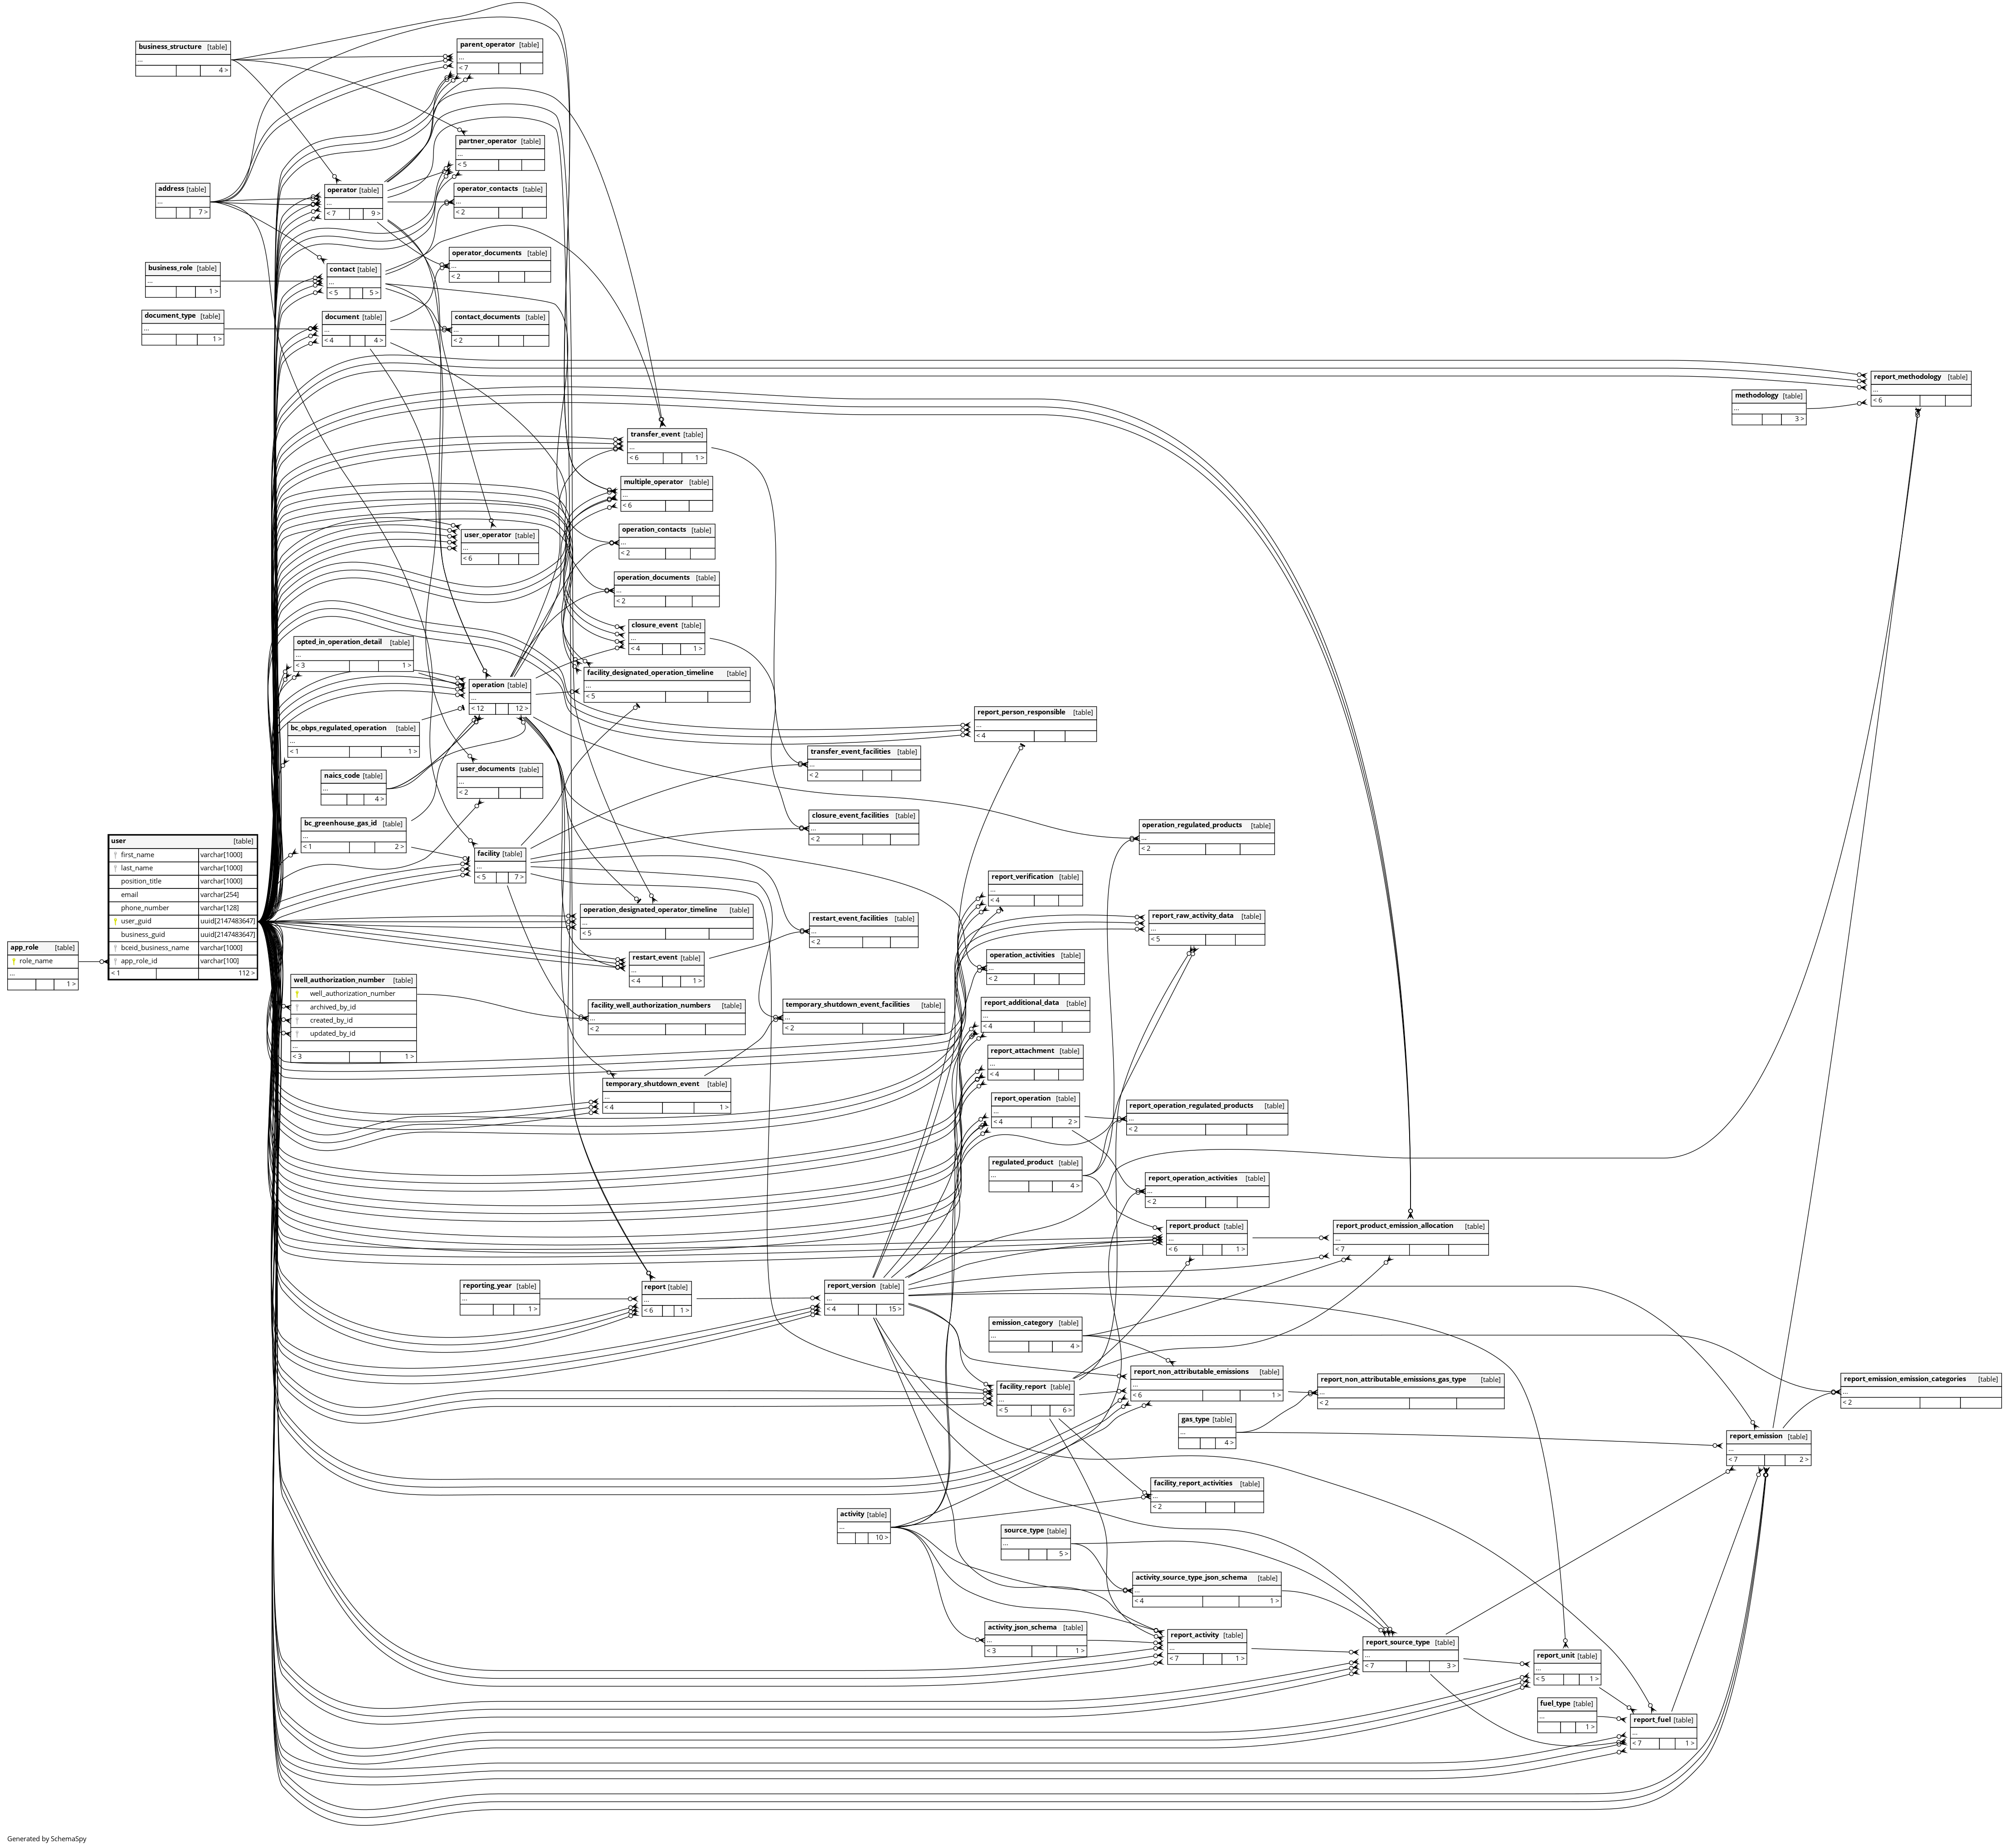 business_structure [table]
...
4 >
parent_operator [table]
...
< 7
partner_operator [table]
...
< 5
address [table]
...
7 >
operator [table]
...
< 7 9 >
operator_contacts [table]
...
< 2
operator_documents [table]
...
< 2
business_role [table]
...
1 >
contact [table]
...
< 5 5 >
document_type [table]
...
1 >
document [table]
...
< 4 4 >
contact_documents [table]
...
< 2
report_methodology [table]
...
< 6
methodology [table]
...
3 >
transfer_event [table]
...
< 6 1 >
multiple_operator [table]
...
< 6
operation_contacts [table]
...
< 2
user_operator [table]
...
< 6
operation_documents [table]
...
< 2
closure_event [table]
...
< 4 1 >
opted_in_operation_detail [table]
...
< 3 1 >
facility_designated_operation_timeline [table]
...
< 5
operation [table]
...
< 12 12 >
report_person_responsible [table]
...
< 4
bc_obps_regulated_operation [table]
...
< 1 1 >
transfer_event_facilities [table]
...
< 2
naics_code [table]
...
4 >
user_documents [table]
...
< 2
closure_event_facilities [table]
...
< 2
operation_regulated_products [table]
...
< 2
bc_greenhouse_gas_id [table]
...
< 1 2 >
facility [table]
...
< 5 7 >
user [table]
first_name varchar[1000]
last_name varchar[1000]
position_title varchar[1000]
email varchar[254]
phone_number varchar[128]
user_guid uuid[2147483647]
business_guid uuid[2147483647]
bceid_business_name varchar[1000]
app_role_id varchar[100]
< 1 112 >
report_verification [table]
...
< 4
operation_designated_operator_timeline [table]
...
< 5
restart_event_facilities [table]
...
< 2
report_raw_activity_data [table]
...
< 5
app_role [table]
role_name
...
1 >
restart_event [table]
...
< 4 1 >
operation_activities [table]
...
< 2
well_authorization_number [table]
well_authorization_number
archived_by_id
created_by_id
updated_by_id
...
< 3 1 >
facility_well_authorization_numbers [table]
...
< 2
temporary_shutdown_event_facilities [table]
...
< 2
report_additional_data [table]
...
< 4
report_attachment [table]
...
< 4
temporary_shutdown_event [table]
...
< 4 1 >
report_operation [table]
...
< 4 2 >
report_operation_regulated_products [table]
...
< 2
regulated_product [table]
...
4 >
report_operation_activities [table]
...
< 2
report_product [table]
...
< 6 1 >
report_product_emission_allocation [table]
...
< 7
reporting_year [table]
...
1 >
report [table]
...
< 6 1 >
report_version [table]
...
< 4 15 >
emission_category [table]
...
4 >
report_non_attributable_emissions [table]
...
< 6 1 >
report_non_attributable_emissions_gas_type [table]
...
< 2
report_emission_emission_categories [table]
...
< 2
facility_report [table]
...
< 5 6 >
gas_type [table]
...
4 >
report_emission [table]
...
< 7 2 >
facility_report_activities [table]
...
< 2
activity [table]
...
10 >
source_type [table]
...
5 >
activity_source_type_json_schema [table]
...
< 4 1 >
activity_json_schema [table]
...
< 3 1 >
report_activity [table]
...
< 7 1 >
report_source_type [table]
...
< 7 3 >
report_unit [table]
...
< 5 1 >
fuel_type [table]
...
1 >
report_fuel [table]
...
< 7 1 >
Generated by SchemaSpy